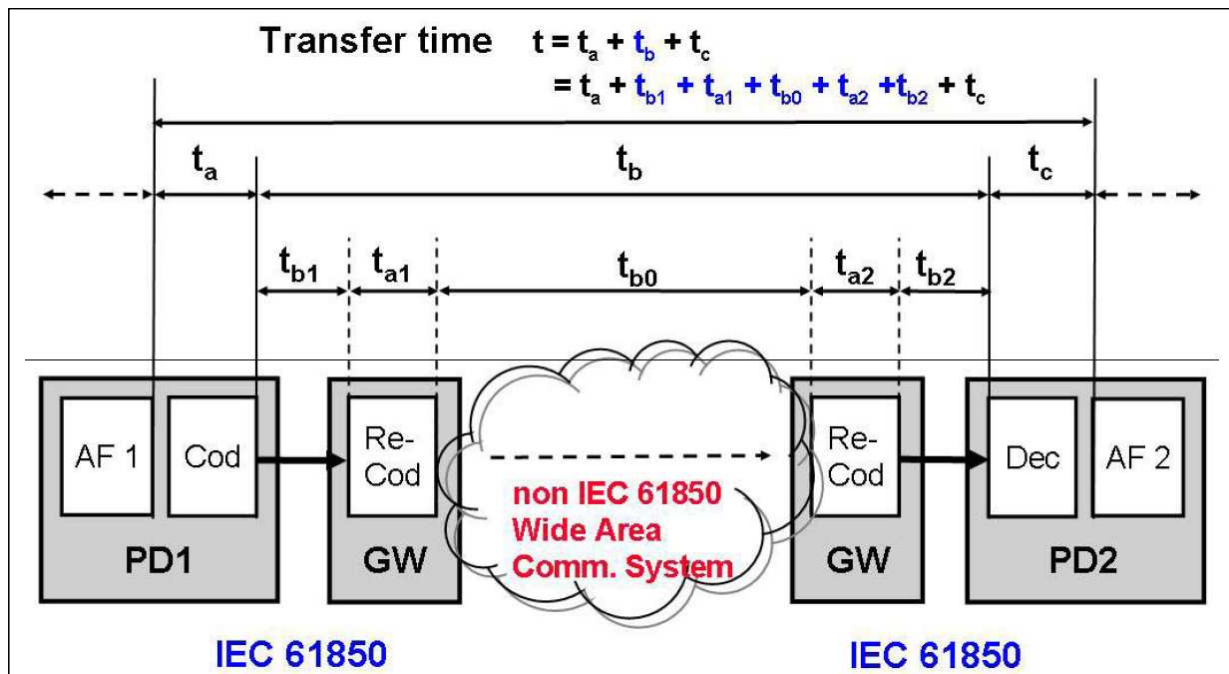 Transfer time t = ta + tb + tc
= ta + tb1 + ta1 + tb0 + ta2 +tb2 + tc
ta tb tc
tb1 ta1 tb0 ta2 tb2
AF 1 Cod Re-Cod Re-Cod Dec AF 2
non IEC 61850
Wide Area
Comm. System
PD1 GW GW PD2
IEC 61850 IEC 61850